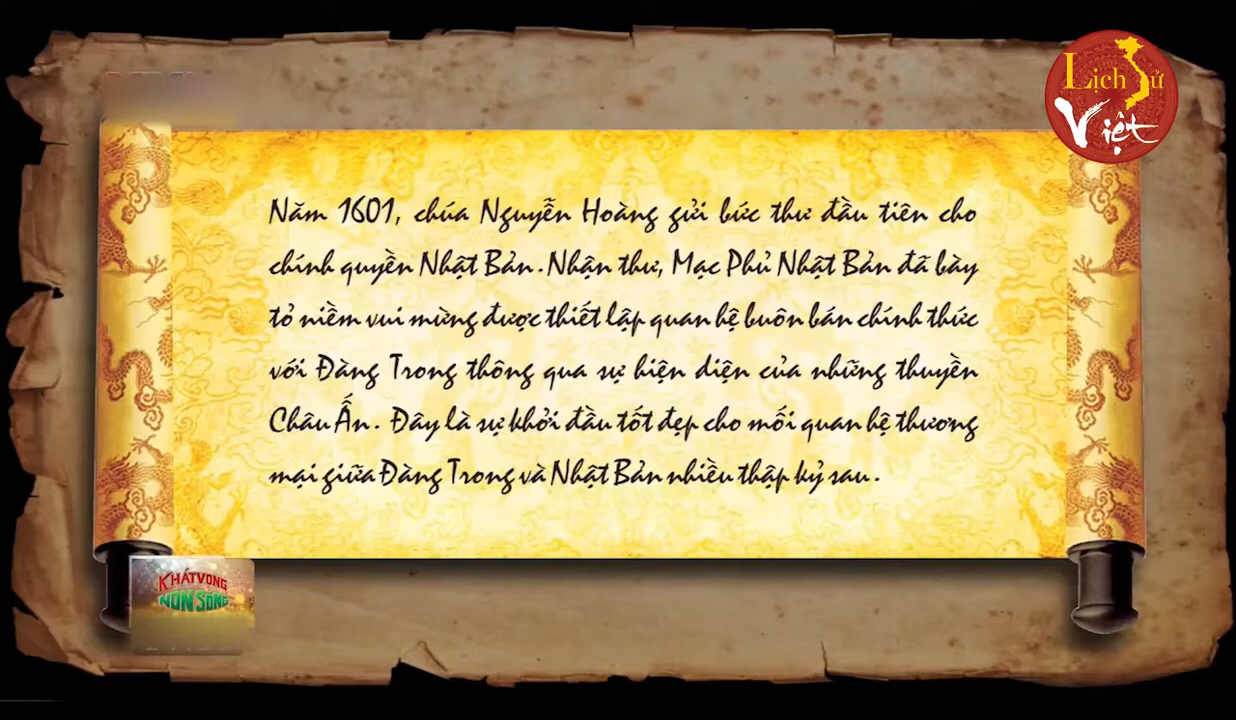 Lịch Sử
Việt
Năm 1601, chúa Nguyễn Hoàng gửi bức thư đầu tiên cho
chính quyền Nhật Bản. Nhận thư, Mạc Phủ Nhật Bản đã bày
tỏ niềm vui mừng được thiết lập quan hệ buôn bán chính thức
với Đàng Trong thông qua sự hiện diện của những thuyền
Châu Ấn. Đây là sự khởi đầu tốt đẹp cho mối quan hệ thương
mại giữa Đàng Trong và Nhật Bản nhiều thập kỷ sau.
KHÁT VỌNG
NON SÔNG